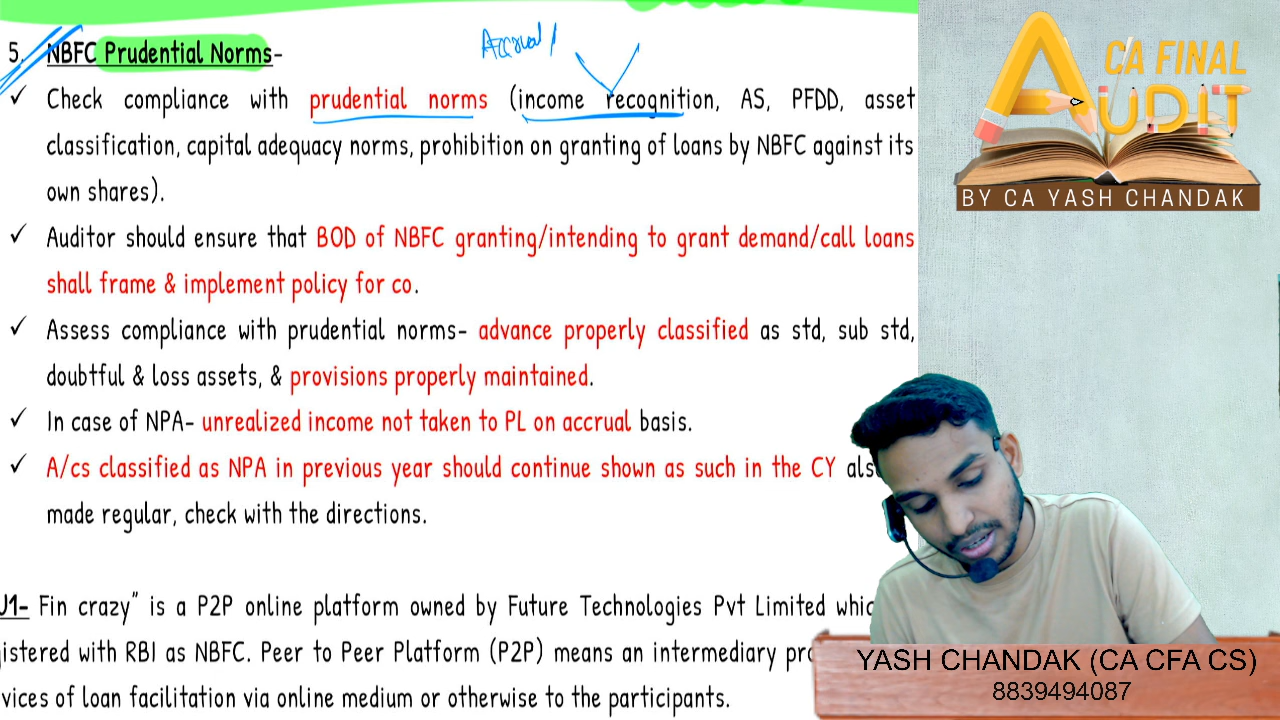 Accrual
5. NBFC Prudential Norms-
✓ Check compliance with prudential norms (income recognition, AS, PFDD, asset
classification, capital adequacy norms, prohibition on granting of loans by NBFC against its
own shares).
✓ Auditor should ensure that BOD of NBFC granting/intending to grant demand/call loans
shall frame & implement policy for co.
✓ Assess compliance with prudential norms- advance properly classified as std, sub std,
doubtful & loss assets, & provisions properly maintained.
✓ In case of NPA- unrealized income not taken to PL on accrual basis.
✓ A/cs classified as NPA in previous year should continue shown as such in the CY
made regular, check with the directions.
Fin crazy” is a P2P online platform owned by Future Technologies Pvt Limited
with RBI as NBFC. Peer to Peer Platform (P2P) means an intermediary
of loan facilitation via online medium or otherwise to the participants.
CA FINAL
AUDIT
BY CA YASH CHANDAK
YASH CHANDAK (CA CFA CS)
8839494087